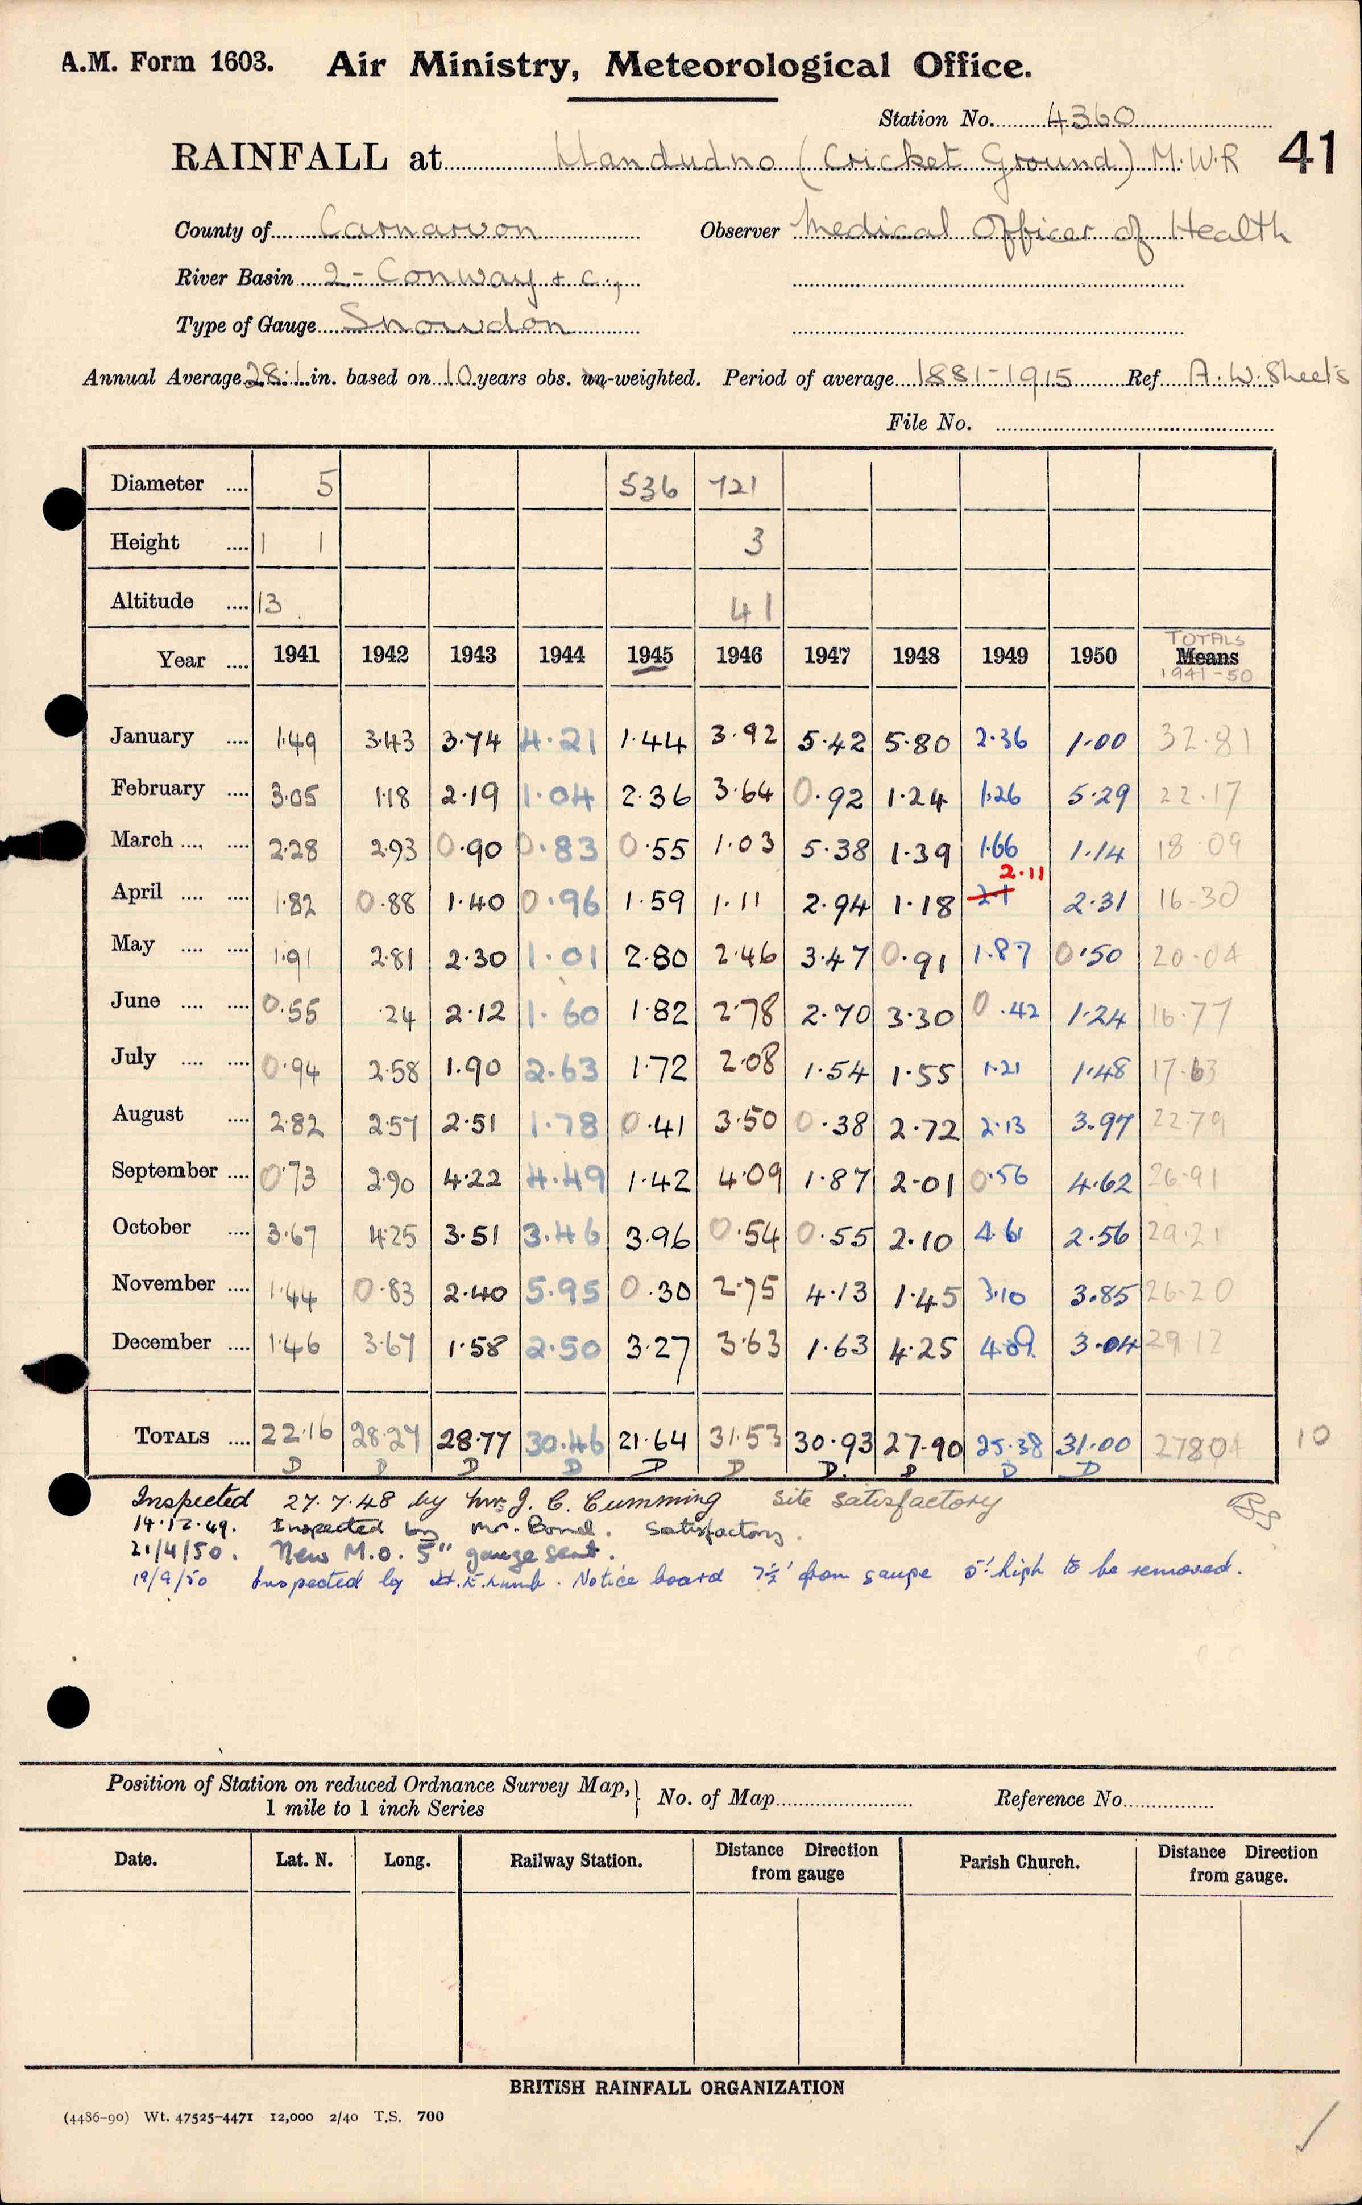 A.M. Form 1603. Air Ministry, Meteorological Office.
Station No. 4360
RAINFALL at Llandudno (Cricket Ground) M.W.R 41
County of Carnarvon Observer Medical Officer of Health
River Basin 2 - Conway & c.,
Type of Gauge Snowdon
Annual Average 28.1 in. based on 10 years obs. un-weighted. Period of average 1881-1915 Ref. A.W. Sheets
File No.
Diameter .... 5 536 721
Height .... 1 1 3
Altitude .... 13 41
Year .... 1941 1942 1943 1944 1945 1946 1947 1948 1949 1950 TOTALS Means 1941-50
January .... 1.49 3.43 3.74 4.21 1.44 3.92 5.42 5.80 2.36 1.00 32.81
February .... 3.05 1.18 2.19 1.04 2.36 3.64 0.92 1.24 1.26 5.29 22.17
March .... .... 2.28 2.93 0.90 0.83 0.55 1.03 5.38 1.39 1.66 1.14 18.09
2.11
April .... .... 1.82 0.88 1.40 0.96 1.59 1.11 2.94 1.18 2.1 2.31 16.30
May .... .... 1.91 2.81 2.30 1.01 2.80 2.46 3.47 0.91 1.87 0.50 20.04
June .... .... 0.55 .24 2.12 1.60 1.82 2.78 2.70 3.30 0.42 1.24 16.77
July .... .... 0.94 2.58 1.90 2.63 1.72 2.08 1.54 1.55 1.21 1.48 17.63
August .... 2.82 2.57 2.51 1.78 0.41 3.50 0.38 2.72 2.13 3.97 22.79
September .... 0.73 2.90 4.22 4.49 1.42 4.09 1.87 2.01 0.56 4.62 26.91
October .... 3.67 4.25 3.51 3.46 3.96 0.54 0.55 2.10 4.61 2.56 29.21
November .... 1.44 0.83 2.40 5.95 0.30 2.75 4.13 1.45 3.10 3.85 26.20
December .... 1.46 3.67 1.58 2.50 3.27 3.63 1.63 4.25 4.09 3.04 29.12
TOTALS .... 22.16 28.27 28.77 30.46 21.64 31.53 30.93 27.90 25.38 31.00 278.04 10
D D D D D D D. D D D
Inspected 27.7.48 by Mr J. C. Cumming Site satisfactory
14.12.49. Inspected by Mr. Bond. Satisfactory.
21/4/50. New M.O. 5" gauge sent.
19/9/50 Inspected by Notice board 7½' from gauge 5' high to be removed.
Position of Station on reduced Ordnance Survey Map, No. of Map Reference No.
1 mile to 1 inch Series
Date. Lat. N. Long. Railway Station. Distance Direction from gauge Parish Church. Distance Direction from gauge.
BRITISH RAINFALL ORGANIZATION
(4486-90) Wt. 47525-4471 12,000 2/40 T.S. 700